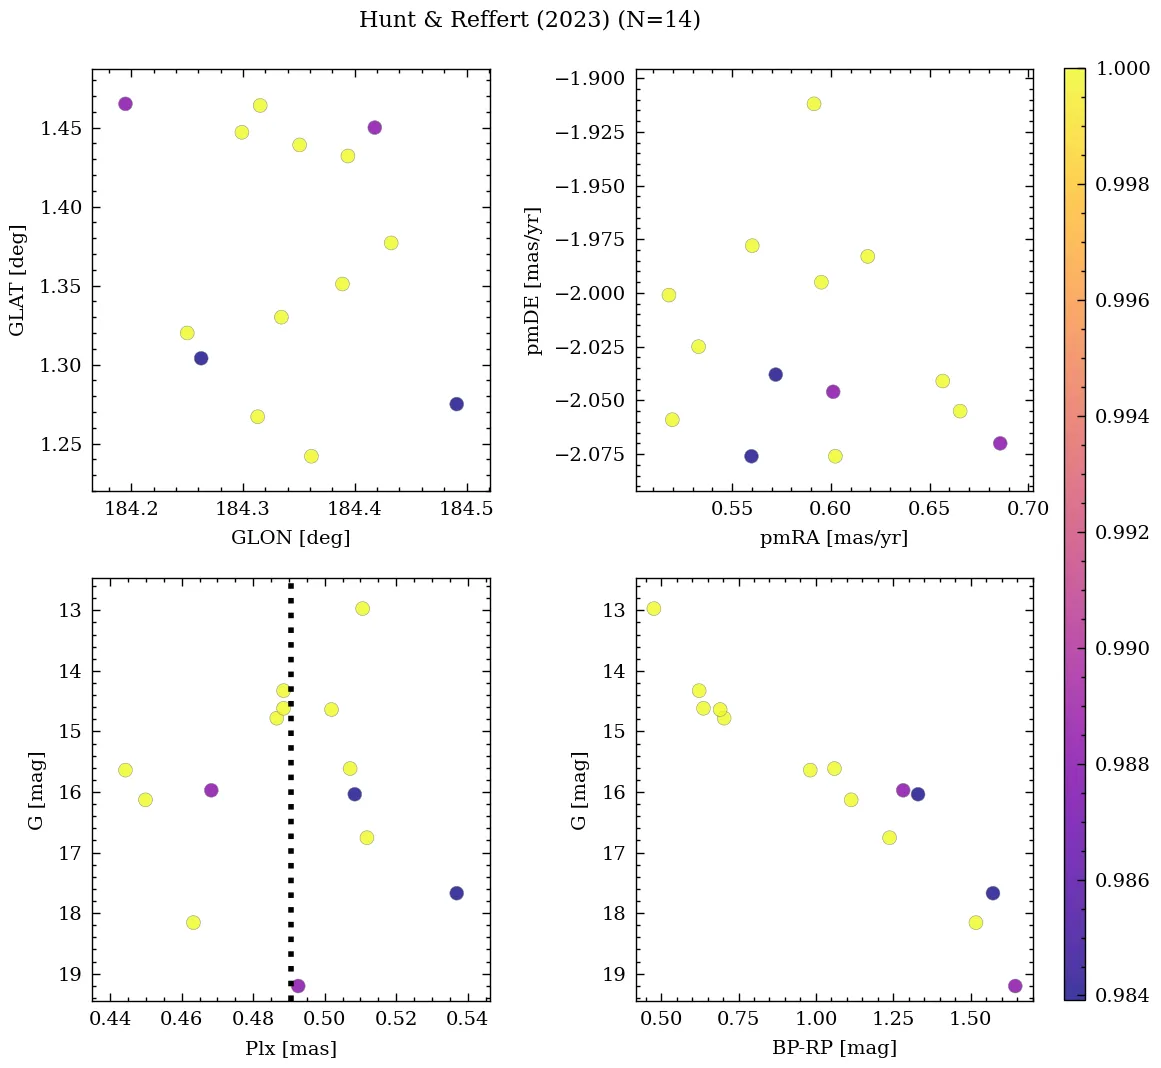 Hunt & Reffert (2023) (N=14)
GLAT [deg]
1.45
1.40
1.35
1.30
1.25
184.2 184.3 184.4 184.5
GLON [deg]
pmDE [mas/yr]
−1.900
−1.925
−1.950
−1.975
−2.000
−2.025
−2.050
−2.075
0.55 0.60 0.65 0.70
pmRA [mas/yr]
G [mag]
13
14
15
16
17
18
19
0.44 0.46 0.48 0.50 0.52 0.54
Plx [mas]
G [mag]
13
14
15
16
17
18
19
0.50 0.75 1.00 1.25 1.50
BP-RP [mag]
1.000
0.998
0.996
0.994
0.992
0.990
0.988
0.986
0.984